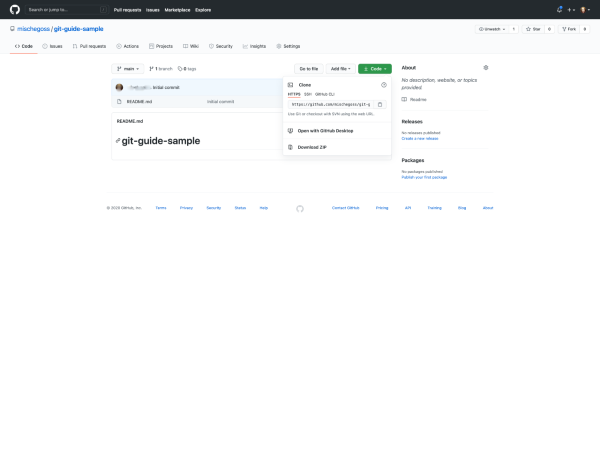 Search or jump to... /
Pull requests Issues Marketplace Explore
mischegoss / git-guide-sample
Unwatch 1 Star 0 Fork 0
Code Issues Pull requests Actions Projects Wiki Security Insights Settings
main 1 branch 0 tags Go to file Add file Code
About
No description, website, or topics
provided.
Readme
Initial commit
README.md Initial commit
Clone
HTTPS SSH GitHub CLI
https://github.com/mischegoss/git-g
Use Git or checkout with SVN using the web URL.
Open with GitHub Desktop
Download ZIP
README.md
git-guide-sample
Releases
No releases published
Create a new release
Packages
No packages published
Publish your first package
© 2020 GitHub, Inc. Terms Privacy Security Status Help Contact GitHub Pricing API Training Blog About